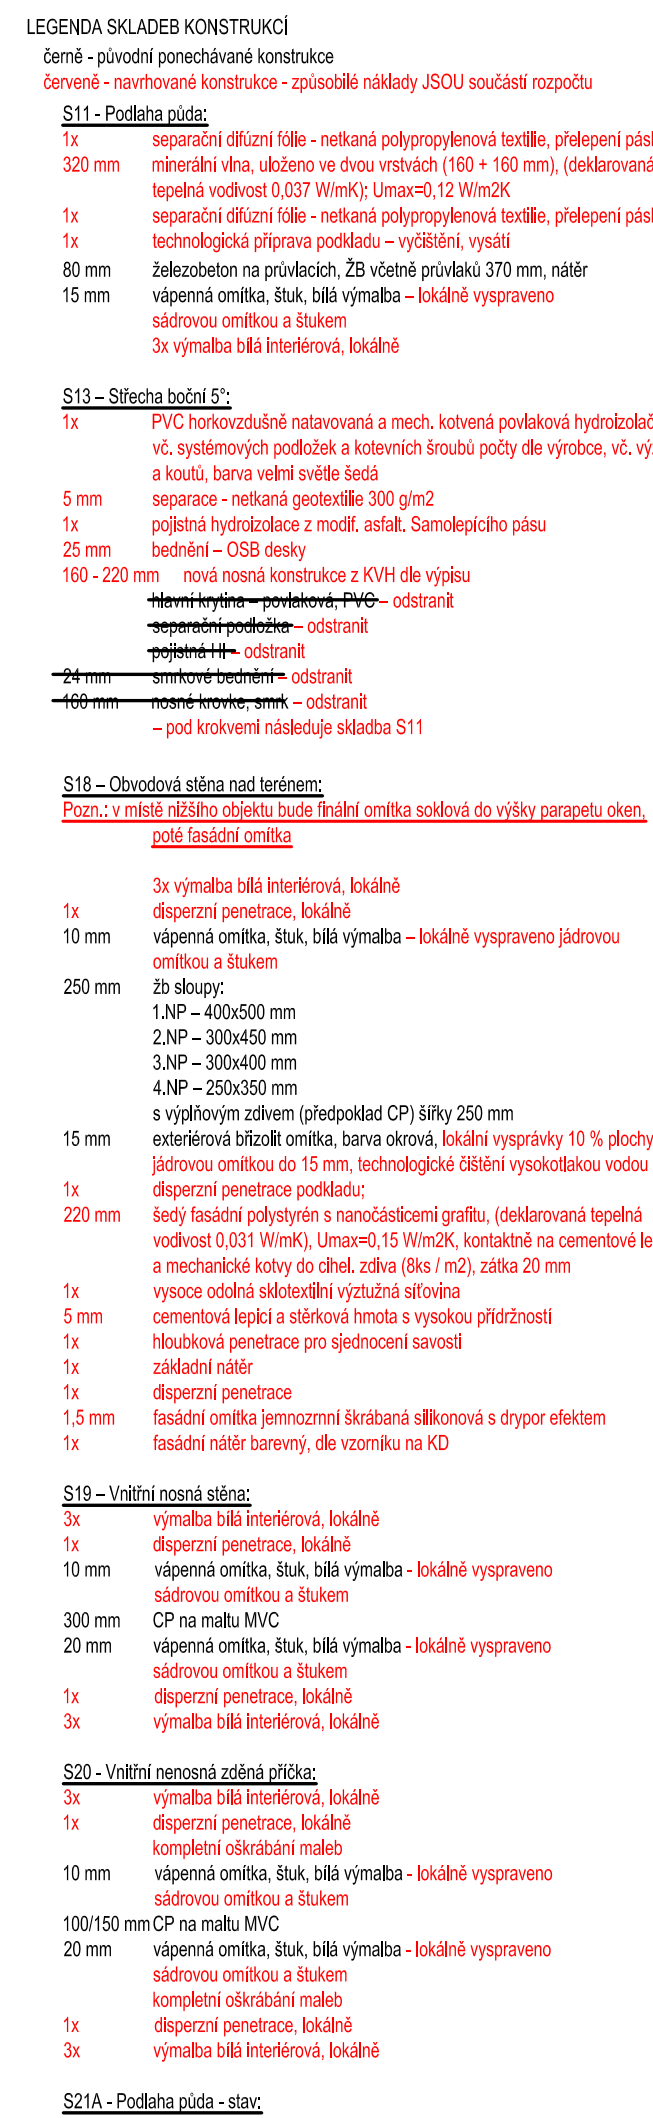 LEGENDA SKLADEB KONSTRUKCÍ
černě - původní ponechávané konstrukce
červeně - navrhované konstrukce - způsobilé náklady JSOU součástí rozpočtu
S11 - Podlaha půda:
1x separační difúzní fólie - netkaná polypropylenová textilie, přelepení pásk
320 mm minerální vlna, uloženo ve dvou vrstvách (160 + 160 mm), (deklarovaná
tepelná vodivost 0,037 W/mK); Umax=0,12 W/m2K
1x separační difúzní fólie - netkaná polypropylenová textilie, přelepení pásk
1x technologická příprava podkladu – vyčištění, vysátí
80 mm železobeton na průvlacích, ŽB včetně průvlaků 370 mm, nátěr
15 mm vápenná omítka, štuk, bílá výmalba – lokálně vyspraveno
sádrovou omítkou a štukem
3x výmalba bílá interiérová, lokálně
S13 – Střecha boční 5°:
1x PVC horkovzdušně natavovaná a mech. kotvená povlaková hydroizolač
vč. systémových podložek a kotevních šroubů počty dle výrobce, vč. vý
a koutů, barva velmi světle šedá
5 mm separace - netkaná geotextilie 300 g/m2
1x pojistná hydroizolace z modif. asfalt. Samolepícího pásu
25 mm bednění – OSB desky
160 - 220 mm nová nosná konstrukce z KVH dle výpisu
hlavní krytina – povlaková, PVC – odstranit
separační podložka – odstranit
pojistná HI – odstranit
24 mm smrkové bednění – odstranit
160 mm nosné krovke, smrk – odstranit
– pod krokvemi následuje skladba S11
S18 – Obvodová stěna nad terénem:
Pozn.: v místě nižšího objektu bude finální omítka soklová do výšky parapetu oken,
poté fasádní omítka
3x výmalba bílá interiérová, lokálně
1x disperzní penetrace, lokálně
10 mm vápenná omítka, štuk, bílá výmalba – lokálně vyspraveno jádrovou
omítkou a štukem
250 mm žb sloupy:
1.NP – 400x500 mm
2.NP – 300x450 mm
3.NP – 300x400 mm
4.NP – 250x350 mm
s výplňovým zdivem (předpoklad CP) šířky 250 mm
15 mm exteriérová břizolit omítka, barva okrová, lokální vysprávky 10 % plochy
jádrovou omítkou do 15 mm, technologické čištění vysokotlakou vodou
1x disperzní penetrace podkladu;
220 mm šedý fasádní polystyrén s nanočásticemi grafitu, (deklarovaná tepelná
vodivost 0,031 W/mK), Umax=0,15 W/m2K, kontaktně na cementové le
a mechanické kotvy do cihel. zdiva (8ks / m2), zátka 20 mm
1x vysoce odolná sklotextilní výztužná síťovina
5 mm cementová lepicí a stěrková hmota s vysokou přídržností
1x hloubková penetrace pro sjednocení savosti
1x základní nátěr
1x disperzní penetrace
1,5 mm fasádní omítka jemnozrnní škrábaná silikonová s drypor efektem
1x fasádní nátěr barevný, dle vzorníku na KD
S19 – Vnitřní nosná stěna:
3x výmalba bílá interiérová, lokálně
1x disperzní penetrace, lokálně
10 mm vápenná omítka, štuk, bílá výmalba - lokálně vyspraveno
sádrovou omítkou a štukem
300 mm CP na maltu MVC
20 mm vápenná omítka, štuk, bílá výmalba - lokálně vyspraveno
sádrovou omítkou a štukem
1x disperzní penetrace, lokálně
3x výmalba bílá interiérová, lokálně
S20 - Vnitřní nenosná zděná příčka:
3x výmalba bílá interiérová, lokálně
1x disperzní penetrace, lokálně
kompletní oškrábání maleb
10 mm vápenná omítka, štuk, bílá výmalba - lokálně vyspraveno
sádrovou omítkou a štukem
100/150 mm CP na maltu MVC
20 mm vápenná omítka, štuk, bílá výmalba - lokálně vyspraveno
sádrovou omítkou a štukem
kompletní oškrábání maleb
1x disperzní penetrace, lokálně
3x výmalba bílá interiérová, lokálně
S21A - Podlaha půda - stav: